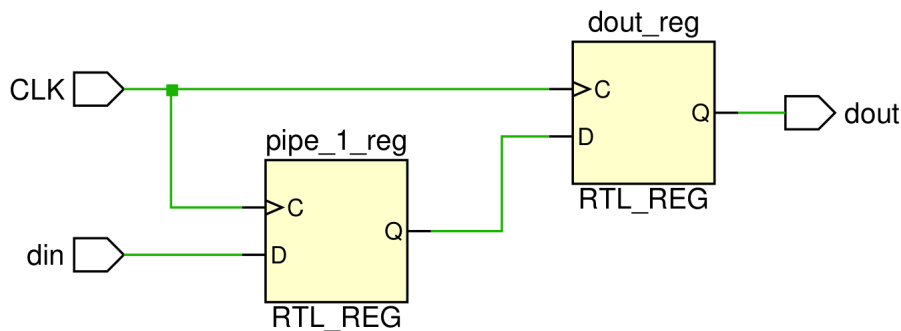 dout_reg
CLK
C
Q
dout
D
pipe_1_reg
RTL_REG
C
Q
din
D
RTL_REG